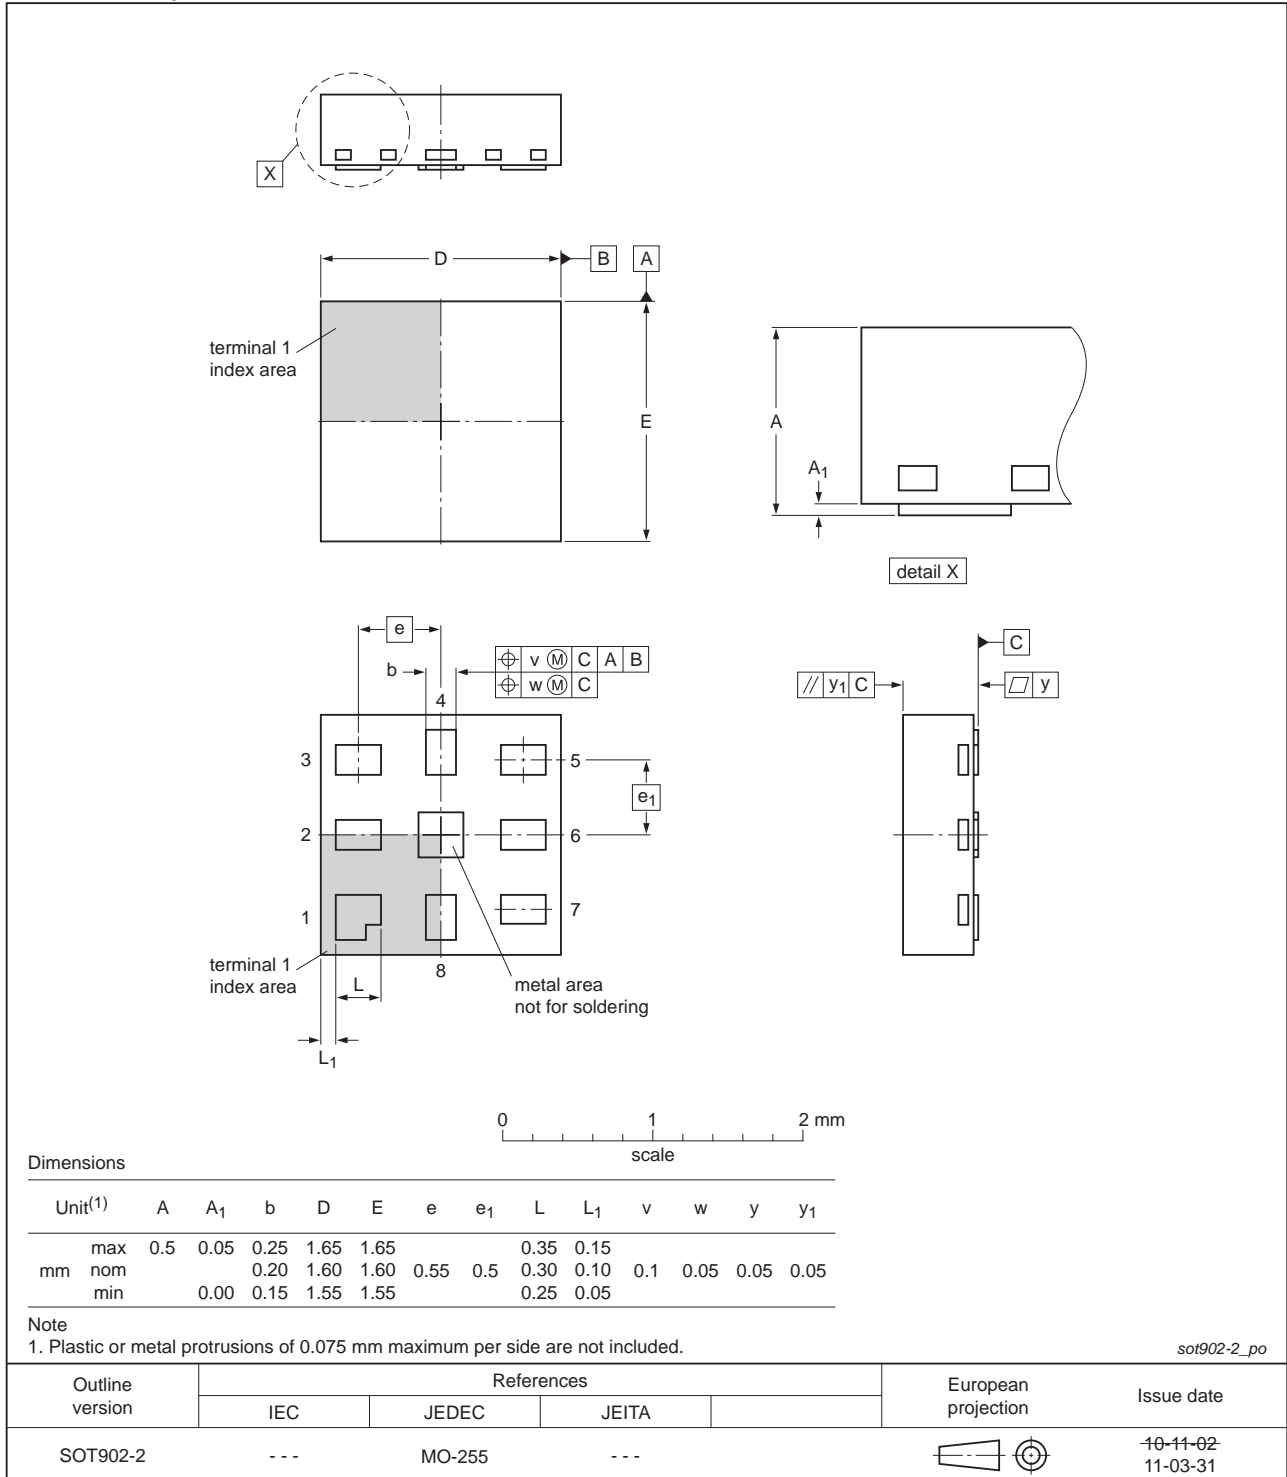 X
D
B
A
terminal 1
index area
E
A
A1
detail X
e
b
v M C A B
w M C
4
C
// y1 C
y
3
5
e1
2
6
1
7
terminal 1
index area
L
8
metal area
not for soldering
L1
0 1 2 mm
scale
Dimensions
Unit(1) A A1 b D E e e1 L L1 v w y y1
max 0.5 0.05 0.25 1.65 1.65 0.35 0.15
mm nom 0.20 1.60 1.60 0.55 0.5 0.30 0.10 0.1 0.05 0.05 0.05
min 0.00 0.15 1.55 1.55 0.25 0.05
Note
1. Plastic or metal protrusions of 0.075 mm maximum per side are not included.
sot902-2_po
Outline version References European projection Issue date
IEC JEDEC JEITA
SOT902-2 - - - MO-255 - - - 10-11-02
11-03-31